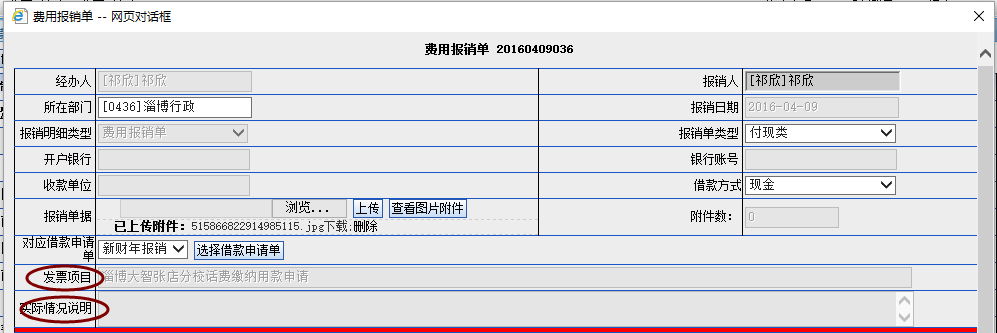 费用报销单 -- 网页对话框
费用报销单 20160409036
经办人 [祁欣]祁欣 报销人 [祁欣]祁欣
所在部门 [0436]淄博行政 报销日期 2016-04-09
报销明细类型 费用报销单 报销单类型 付现类
开户银行 银行账号
收款单位 借款方式 现金
报销单据 浏览... 上传 查看图片附件 附件数: 0
已上传附件: 515866822914985115.jpg下载;删除
对应借款申请单 新财年报销 选择借款申请单
发票项目 淄博大智张店分校话费缴纳用款申请
实际情况说明